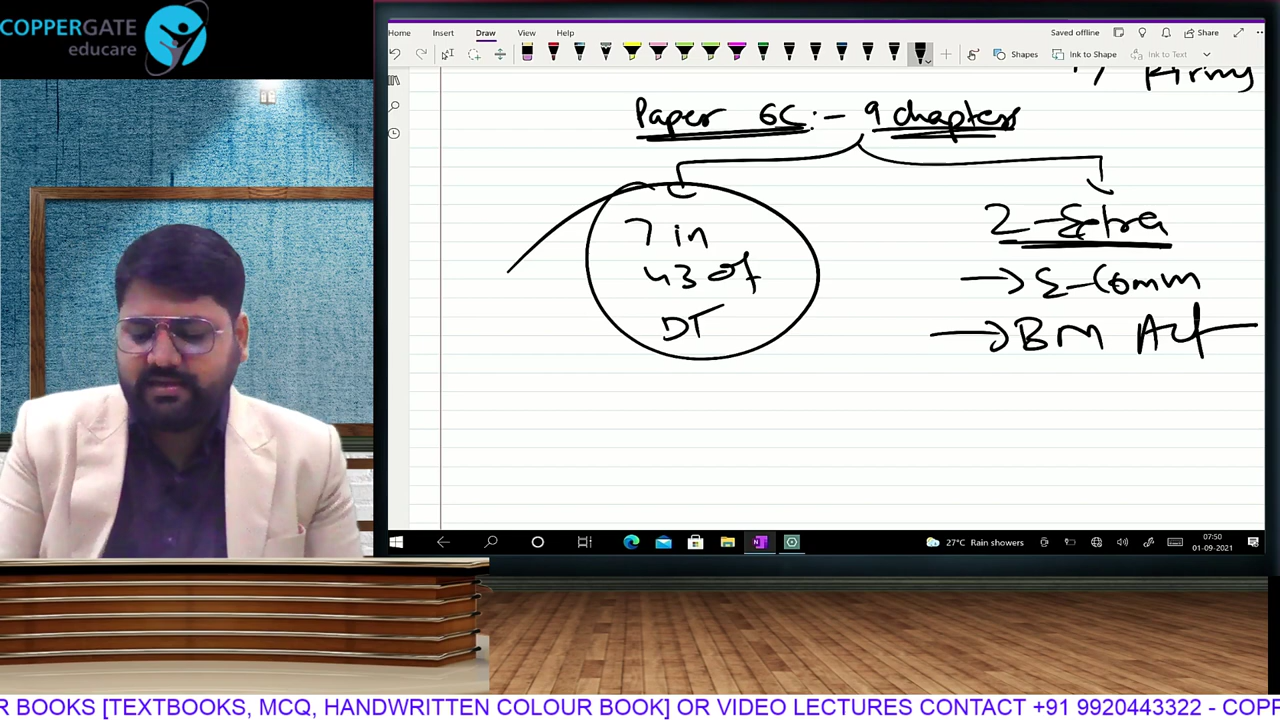 COPPERGATE
educare
Home Insert Draw View Help
Saved offline
Share
Shapes
Ink to Shape
Ink to Text
Paper 6C :- 9 chapters
7 in
43 of
DT
2 - Extra
→ E-Comm
→ BM Act
27°C Rain showers
07:50
01-09-2021
R BOOKS [TEXTBOOKS, MCQ, HANDWRITTEN COLOUR BOOK] OR VIDEO LECTURES CONTACT +91 9920443322 - COPP